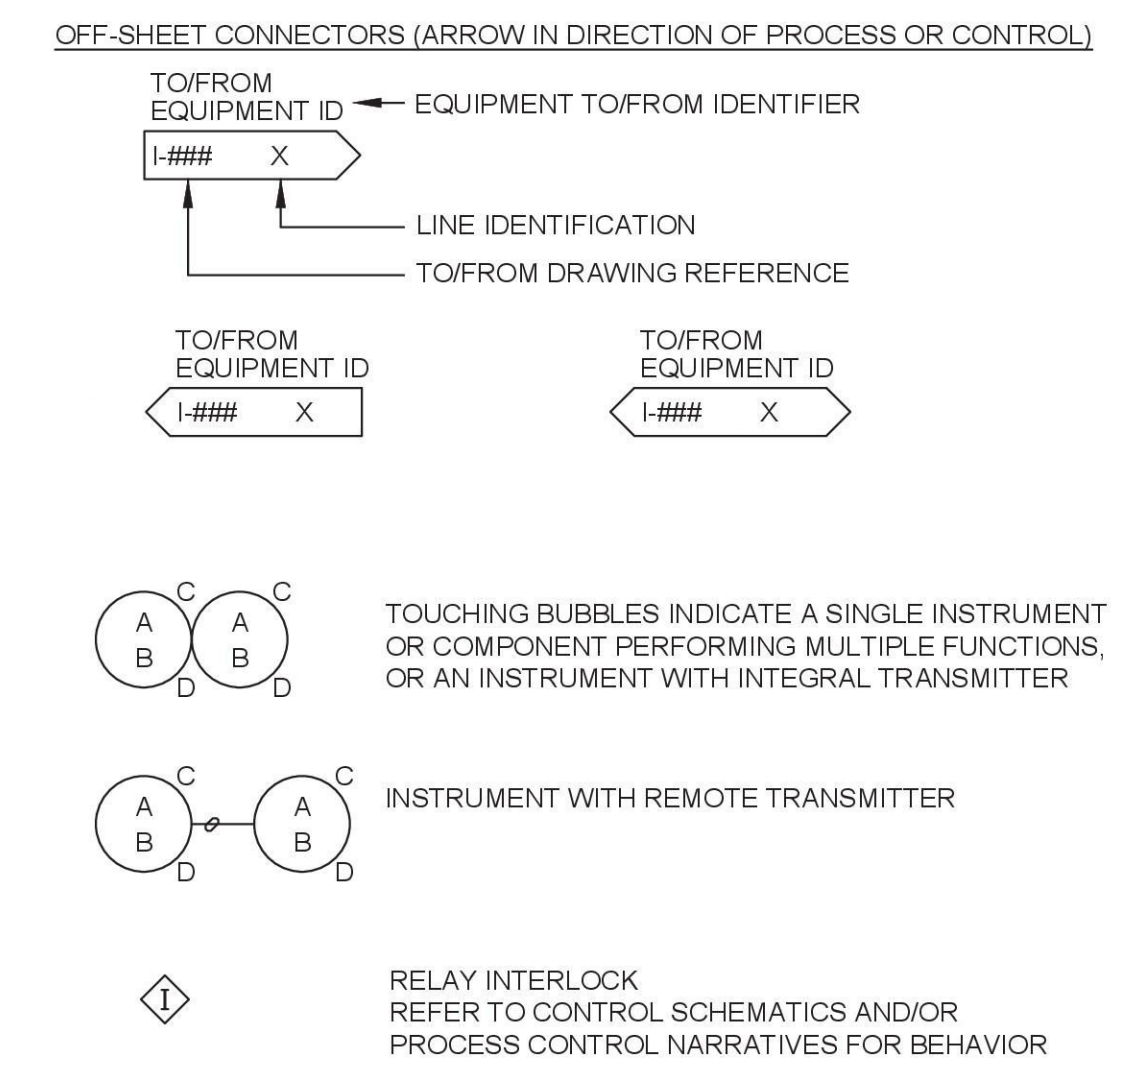 OFF-SHEET CONNECTORS (ARROW IN DIRECTION OF PROCESS OR CONTROL)
TO/FROM
EQUIPMENT ID
EQUIPMENT TO/FROM IDENTIFIER
I-### X
LINE IDENTIFICATION
TO/FROM DRAWING REFERENCE
TO/FROM
EQUIPMENT ID
I-### X
TO/FROM
EQUIPMENT ID
I-### X
C C
A A
B B
D D
TOUCHING BUBBLES INDICATE A SINGLE INSTRUMENT
OR COMPONENT PERFORMING MULTIPLE FUNCTIONS,
OR AN INSTRUMENT WITH INTEGRAL TRANSMITTER
C C
A A
B B
D D
INSTRUMENT WITH REMOTE TRANSMITTER
I
RELAY INTERLOCK
REFER TO CONTROL SCHEMATICS AND/OR
PROCESS CONTROL NARRATIVES FOR BEHAVIOR